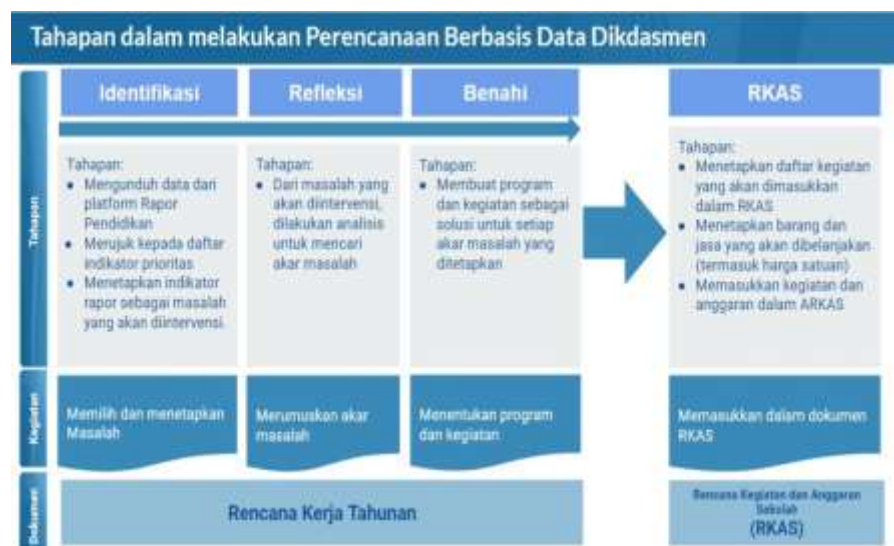 Tahapan dalam melakukan Perencanaan Berbasis Data Dikdasmen
Identifikasi
Refleksi
Benahi
RKAS
Tahapan
Tahapan:
• Mengunduh data dari
platform Rapor
Pendidikan
• Merujuk kepada daftar
indikator prioritas
• Menetapkan indikator
rapor sebagai masalah
yang akan diintervensi.
Tahapan:
• Dari masalah yang
akan diintervensi,
dilakukan analisis
untuk mencari
akar masalah
Tahapan:
• Membuat program
dan kegiatan sebagai
solusi untuk setiap
akar masalah yang
ditetapkan
Tahapan:
• Menetapkan daftar kegiatan
yang akan dimasukkan
dalam RKAS
• Menetapkan barang dan
jasa yang akan dibelanjakan
(termasuk harga satuan)
• Memasukkan kegiatan dan
anggaran dalam ARKAS
Kegiatan
Memilih dan menetapkan
Masalah
Merumuskan akar
masalah
Menentukan program
dan kegiatan
Memasukkan dalam dokumen
RKAS
Dokumen
Rencana Kerja Tahunan
Rencana Kegiatan dan Anggaran
Sekolah
(RKAS)